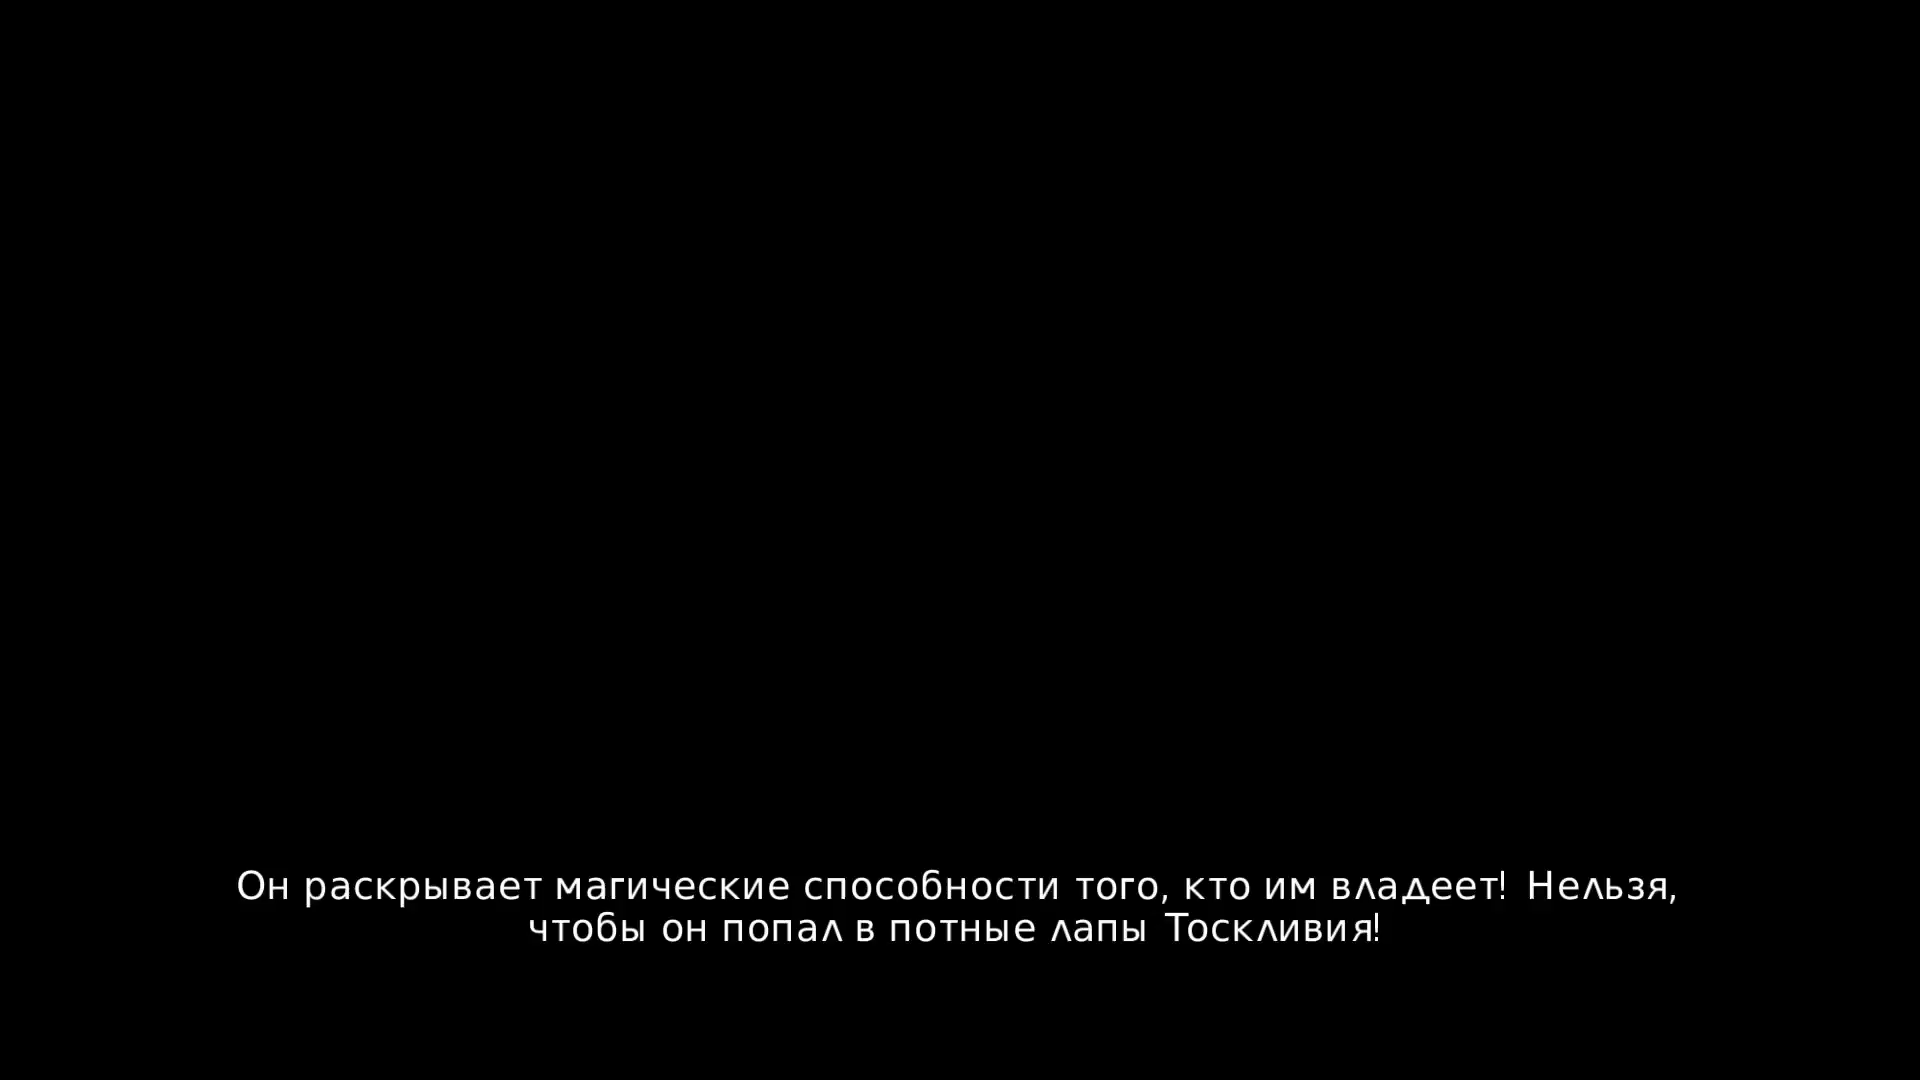 Он раскрывает магические способности того, кто им владеет! Нельзя,
чтобы он попал в потные лапы Тоскливия!